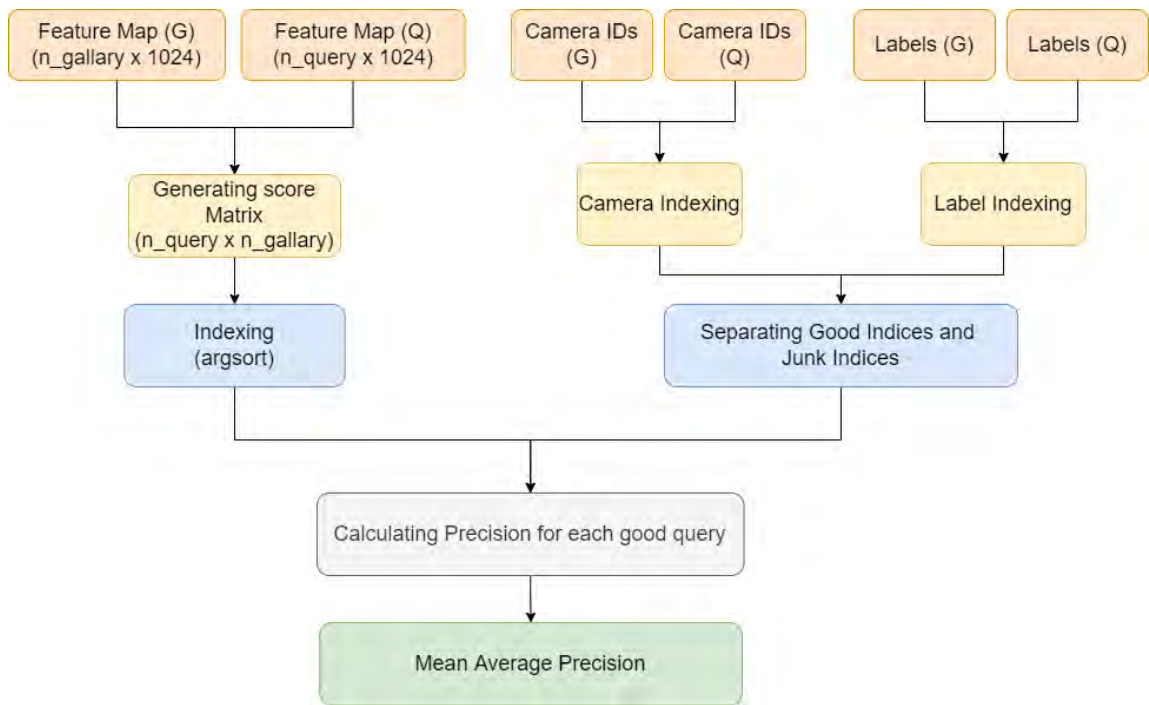 Feature Map (G)
(n_gallary x 1024)
Feature Map (Q)
(n_query x 1024)
Camera IDs
(G)
Camera IDs
(Q)
Labels (G)
Labels (Q)
Generating score
Matrix
(n_query x n_gallary)
Camera Indexing
Label Indexing
Indexing
(argsort)
Separating Good Indices and
Junk Indices
Calculating Precision for each good query
Mean Average Precision